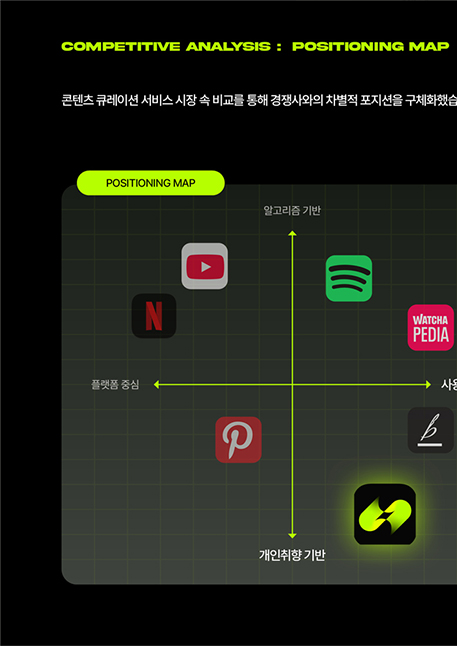 COMPETITIVE ANALYSIS : POSITIONING MAP
콘텐츠 큐레이션 서비스 시장 속 비교를 통해 경쟁사와의 차별적 포지션을 구체화했습
POSITIONING MAP
알고리즘 기반
WATCHA
PEDIA
플랫폼 중심
사용
개인취향 기반